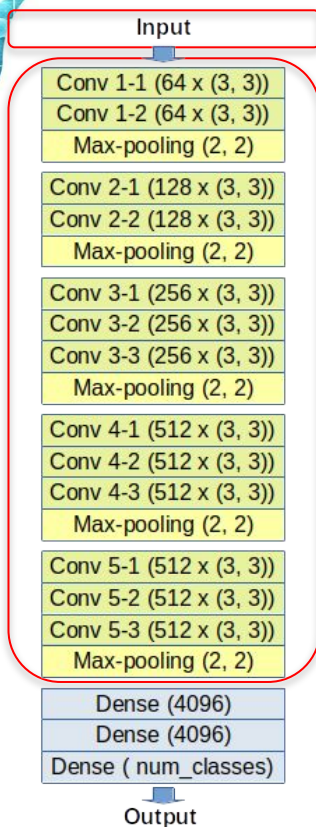 Input
Conv 1-1 (64 x (3, 3))
Conv 1-2 (64 x (3, 3))
Max-pooling (2, 2)
Conv 2-1 (128 x (3, 3))
Conv 2-2 (128 x (3, 3))
Max-pooling (2, 2)
Conv 3-1 (256 x (3, 3))
Conv 3-2 (256 x (3, 3))
Conv 3-3 (256 x (3, 3))
Max-pooling (2, 2)
Conv 4-1 (512 x (3, 3))
Conv 4-2 (512 x (3, 3))
Conv 4-3 (512 x (3, 3))
Max-pooling (2, 2)
Conv 5-1 (512 x (3, 3))
Conv 5-2 (512 x (3, 3))
Conv 5-3 (512 x (3, 3))
Max-pooling (2, 2)
Dense (4096)
Dense (4096)
Dense ( num_classes)
Output